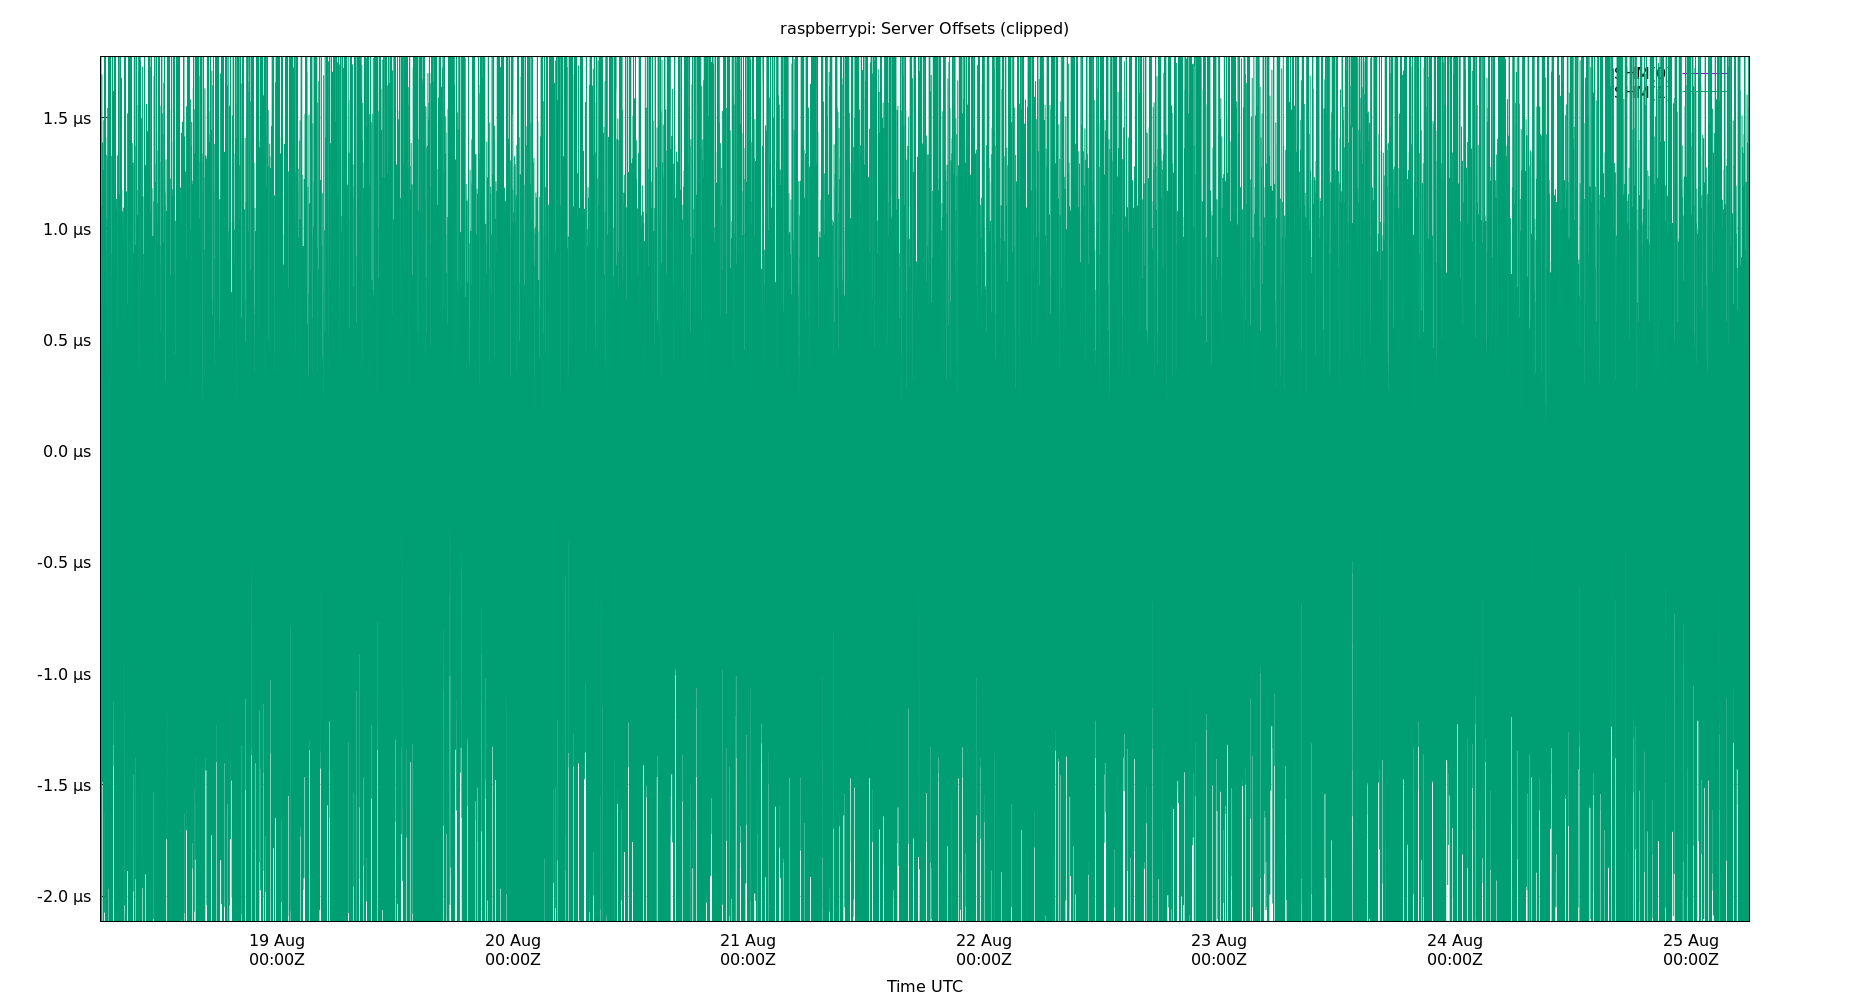 raspberrypi: Server Offsets (clipped)
1.5 µs
1.0 µs
0.5 µs
0.0 µs
-0.5 µs
-1.0 µs
-1.5 µs
-2.0 µs
19 Aug
00:00Z
20 Aug
00:00Z
21 Aug
00:00Z
22 Aug
00:00Z
23 Aug
00:00Z
24 Aug
00:00Z
25 Aug
00:00Z
Time UTC